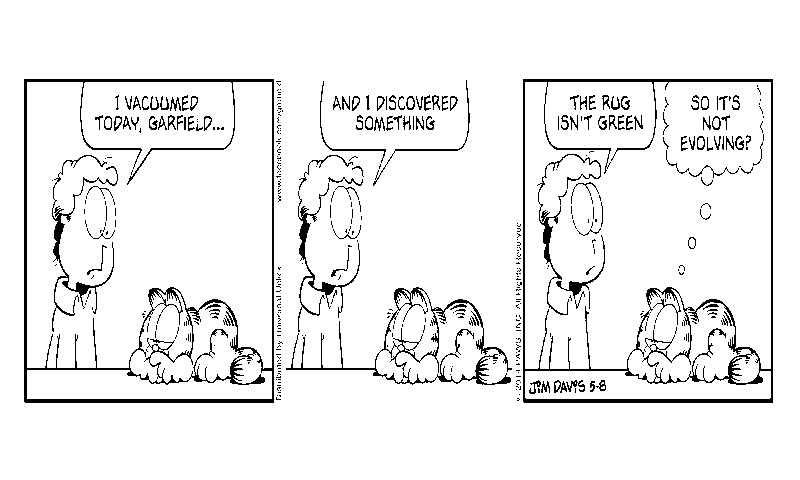 I VACUUMED
TODAY, GARFIELD...
AND I DISCOVERED
SOMETHING
THE RUG
ISN'T GREEN
SO IT'S
NOT
EVOLVING?
JIM DAVIS 5-8